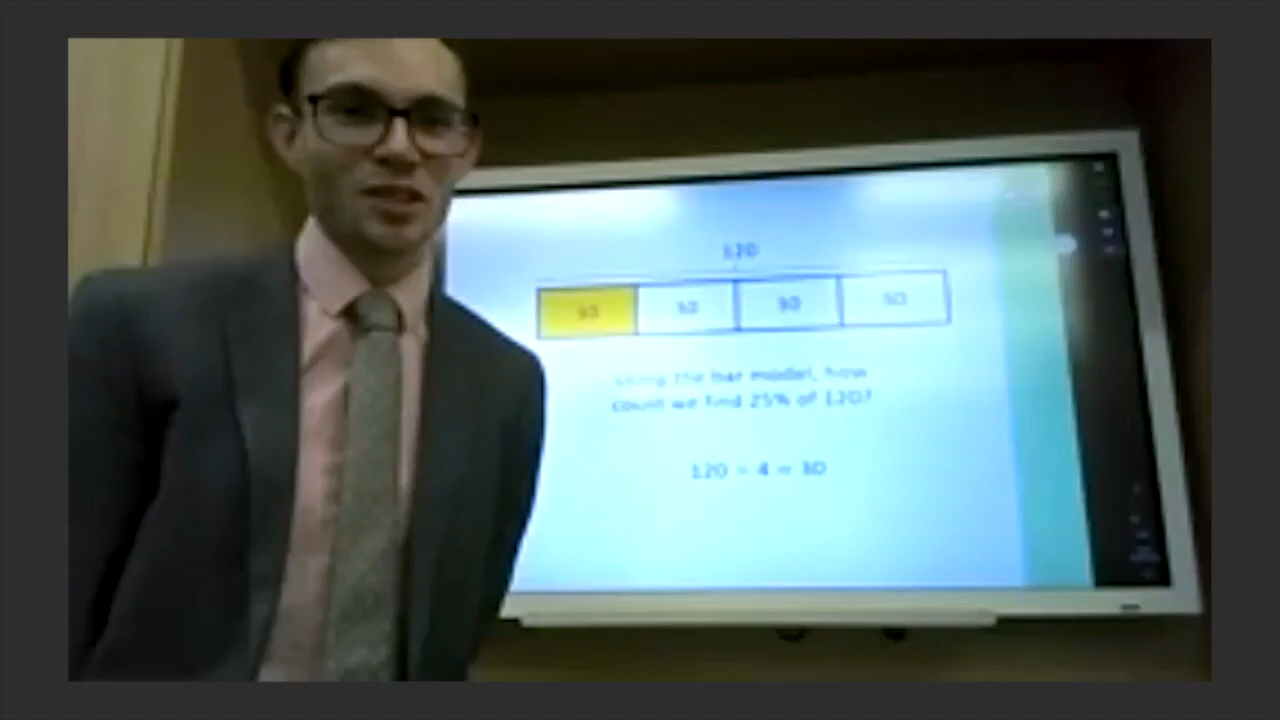 120
30 30 30 30
Using the bar model, how
could we find 25% of 120?
120 ÷ 4 = 30